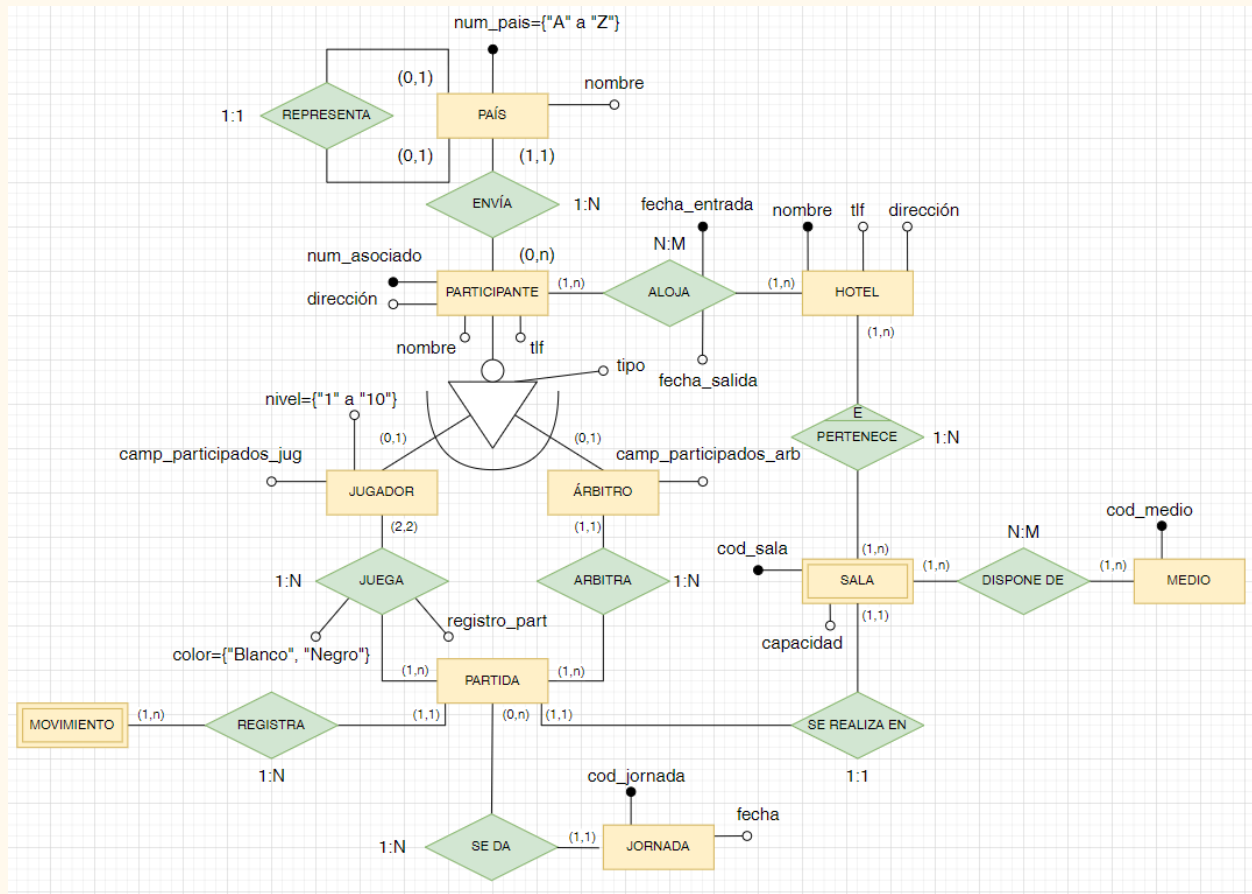 num_pais={"A" a "Z"}
(0,1)
nombre
1:1
REPRESENTA
PAÍS
(0,1)
(1,1)
ENVÍA
1:N
fecha_entrada
nombre
tlf
dirección
num_asociado
(0,n)
N:M
dirección
PARTICIPANTE
(1,n)
ALOJA
(1,n)
HOTEL
nombre
tlf
(1,n)
tipo
fecha_salida
nivel={"1" a "10"}
E
PERTENECE
1:N
(0,1)
(0,1)
camp_participados_jug
camp_participados_arb
JUGADOR
ÁRBITRO
cod_medio
(2,2)
(1,1)
N:M
cod_sala
(1,n)
1:N
JUEGA
ARBITRA
1:N
SALA
(1,n)
DISPONE DE
(1,n)
MEDIO
registro_part
(1,1)
capacidad
color={"Blanco", "Negro"}
(1,n)
PARTIDA
(1,n)
MOVIMIENTO
(1,n)
REGISTRA
(1,1)
(0,n)
(1,1)
SE REALIZA EN
1:N
cod_jornada
1:1
fecha
1:N
SE DA
(1,1)
JORNADA